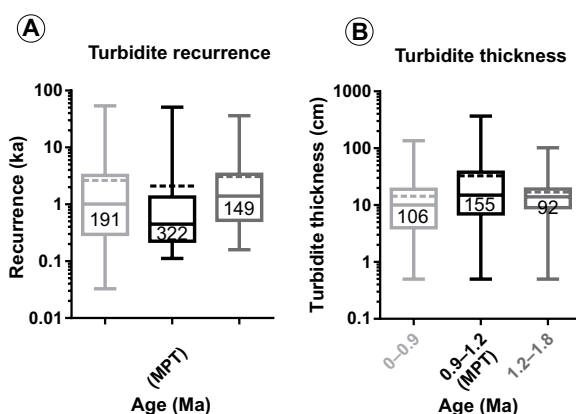 A
Turbidite recurrence
Recurrence (ka)
100
10
1
0.1
0.01
191
322
149
(MPT)
Age (Ma)
B
Turbidite thickness
Turbidite thickness (cm)
1000
100
10
1
0.1
106
155
92
0–0.9
0.9–1.2
(MPT)
1.2–1.8
Age (Ma)